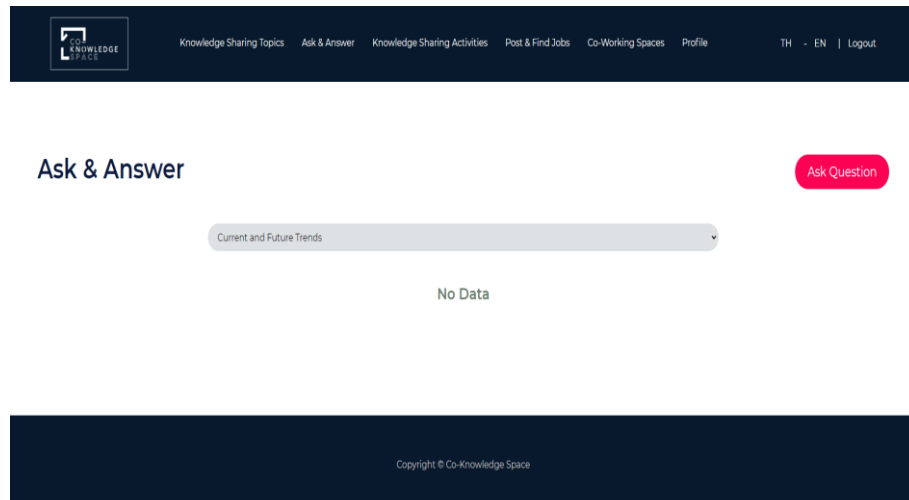 CO-
KNOWLEDGE
SPACE
Knowledge Sharing Topics Ask & Answer Knowledge Sharing Activities Post & Find Jobs Co-Working Spaces Profile TH - EN | Logout
Ask & Answer
Ask Question
Current and Future Trends
No Data
Copyright © Co-Knowledge Space